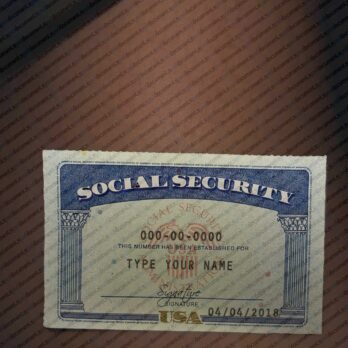 SOCIAL SECURITY
000-00-0000
THIS NUMBER HAS BEEN ESTABLISHED FOR
TYPE YOUR NAME
Signature
SIGNATURE
04/04/2018
USA